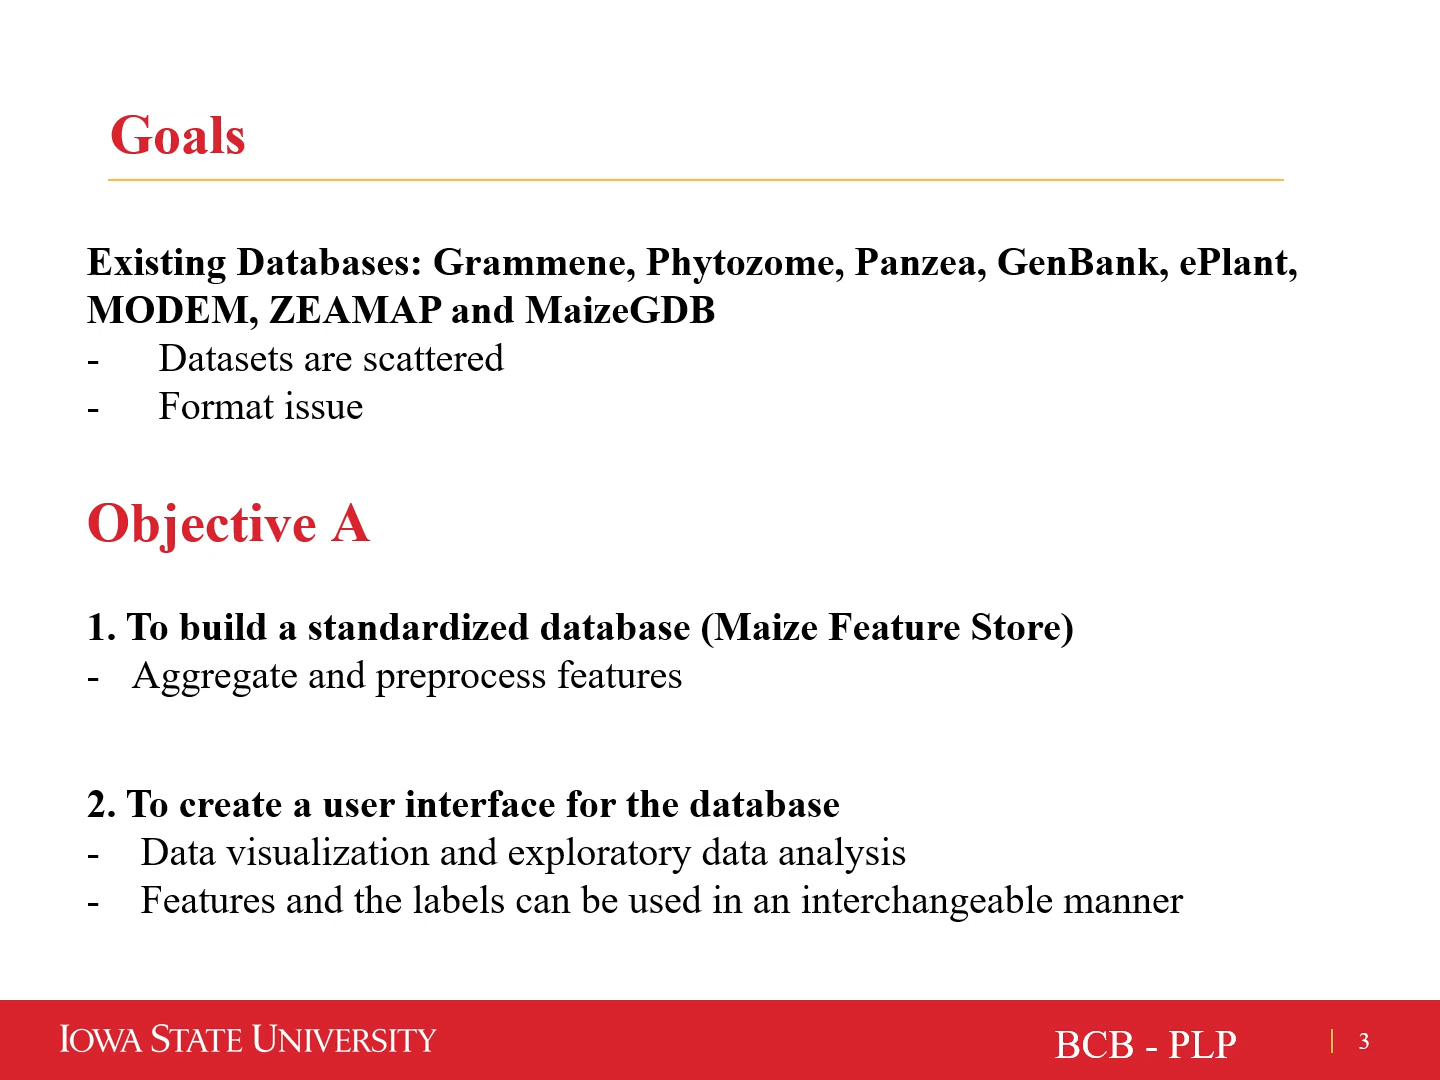 Goals
Existing Databases: Grammene, Phytozome, Panzea, GenBank, ePlant,
MODEM, ZEAMAP and MaizeGDB
- Datasets are scattered
- Format issue
Objective A
1. To build a standardized database (Maize Feature Store)
- Aggregate and preprocess features
2. To create a user interface for the database
- Data visualization and exploratory data analysis
- Features and the labels can be used in an interchangeable manner
IOWA STATE UNIVERSITY
BCB - PLP
3